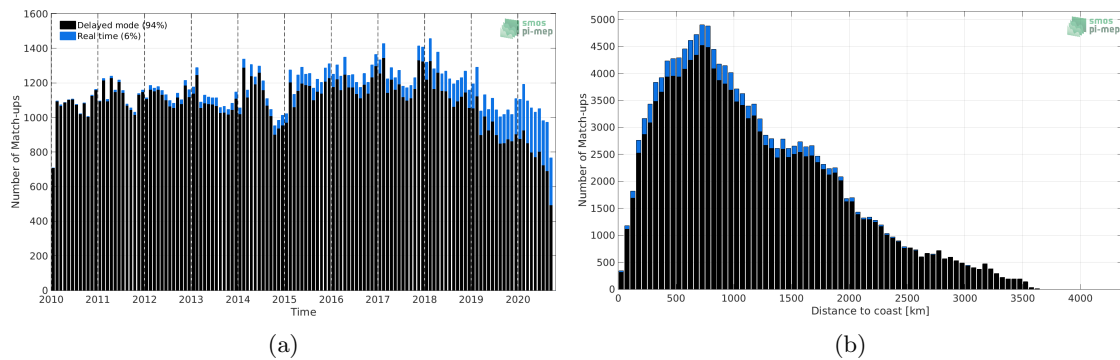 Delayed mode (94%)
Real time (6%)
smos
pi-mep
Number of Match-ups
1600
1400
1200
1000
800
600
400
200
0
2010 2011 2012 2013 2014 2015 2016 2017 2018 2019 2020
Time
(a)
smos
pi-mep
Number of Match-ups
5000
4500
4000
3500
3000
2500
2000
1500
1000
500
0
0 500 1000 1500 2000 2500 3000 3500 4000
Distance to coast [km]
(b)